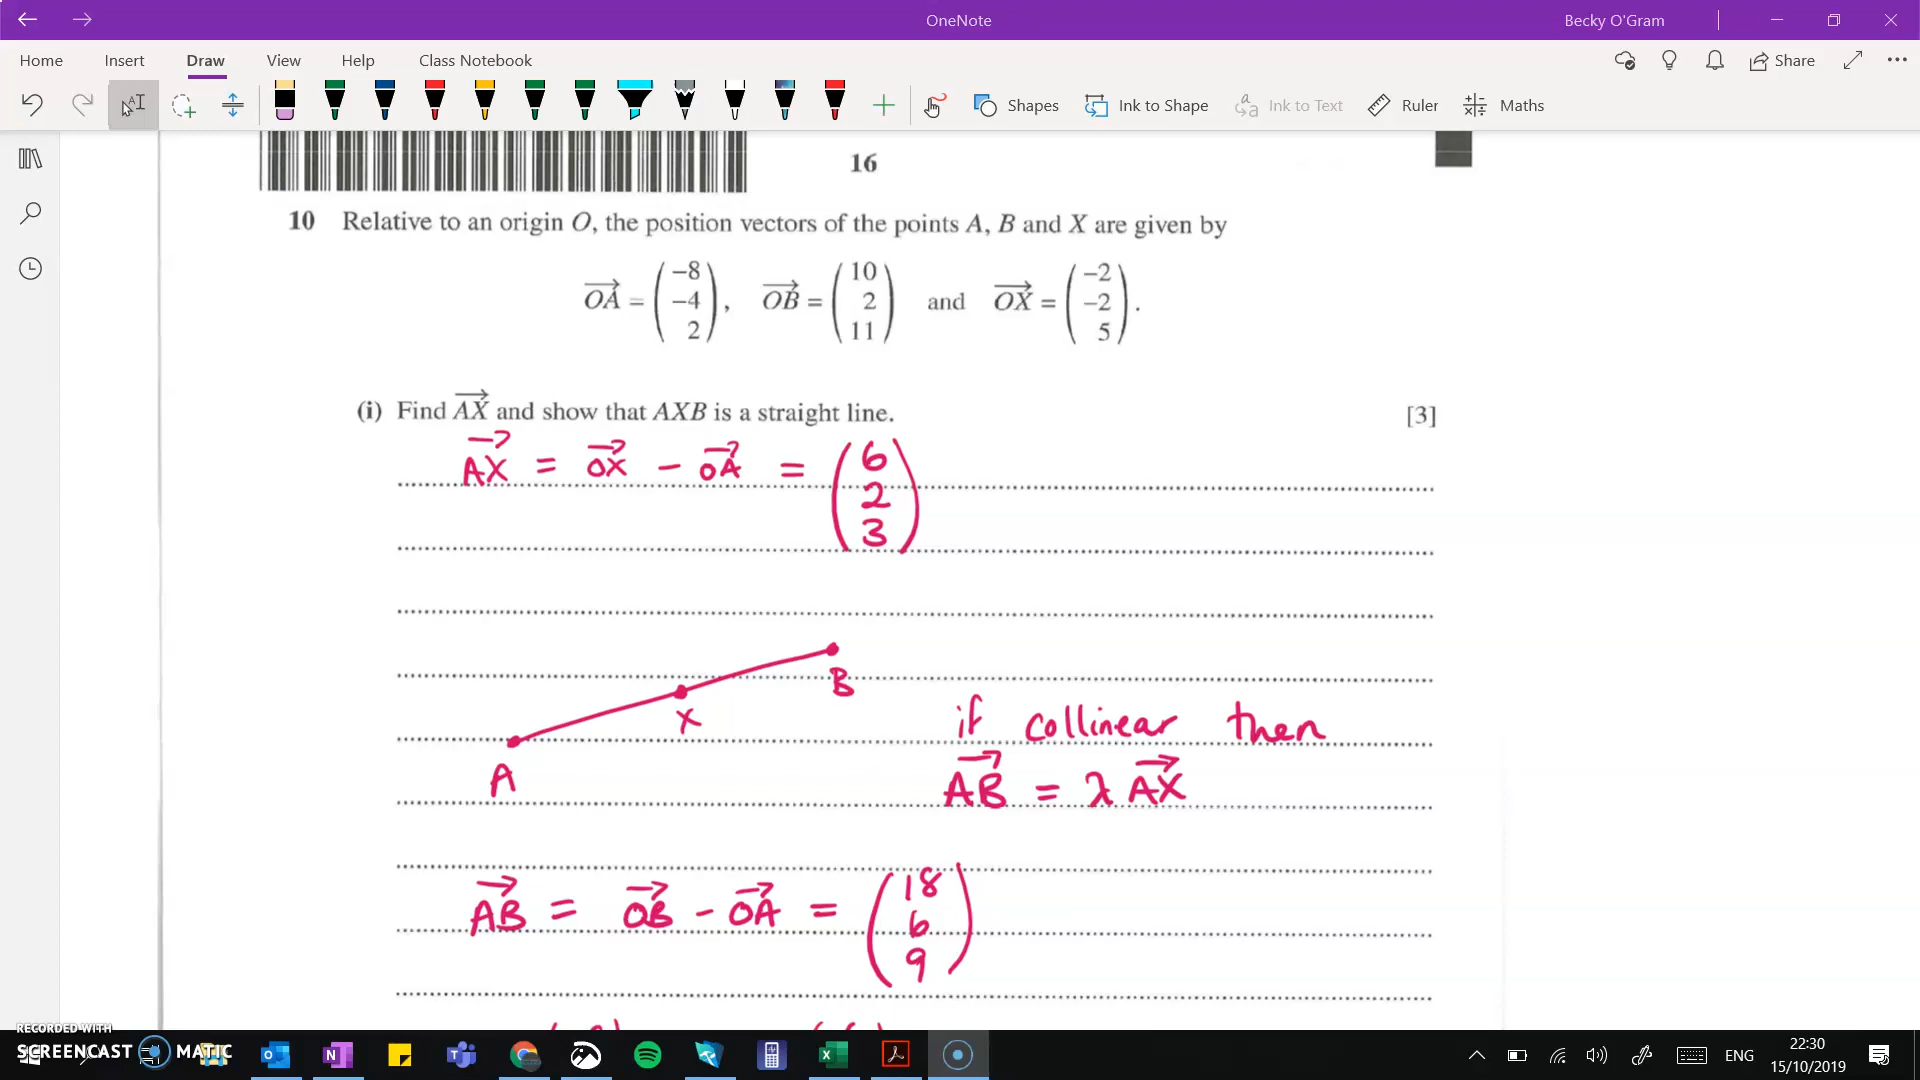 OneNote
Becky O'Gram
Home Insert Draw View Help Class Notebook
Share
Shapes Ink to Shape Ink to Text Ruler Maths
16
10 Relative to an origin O, the position vectors of the points A, B and X are given by
OA = (-8 -4 2), OB = (10 2 11) and OX = (-2 -2 5).
(i) Find AX and show that AXB is a straight line. [3]
AX = OX - OA = (6 2 3)
B
X
if collinear then
A
AB = λ AX
AB = OB - OA = (18 6 9)
RECORDED WITH
SCREENCAST MATIC
ENG
22:30
15/10/2019